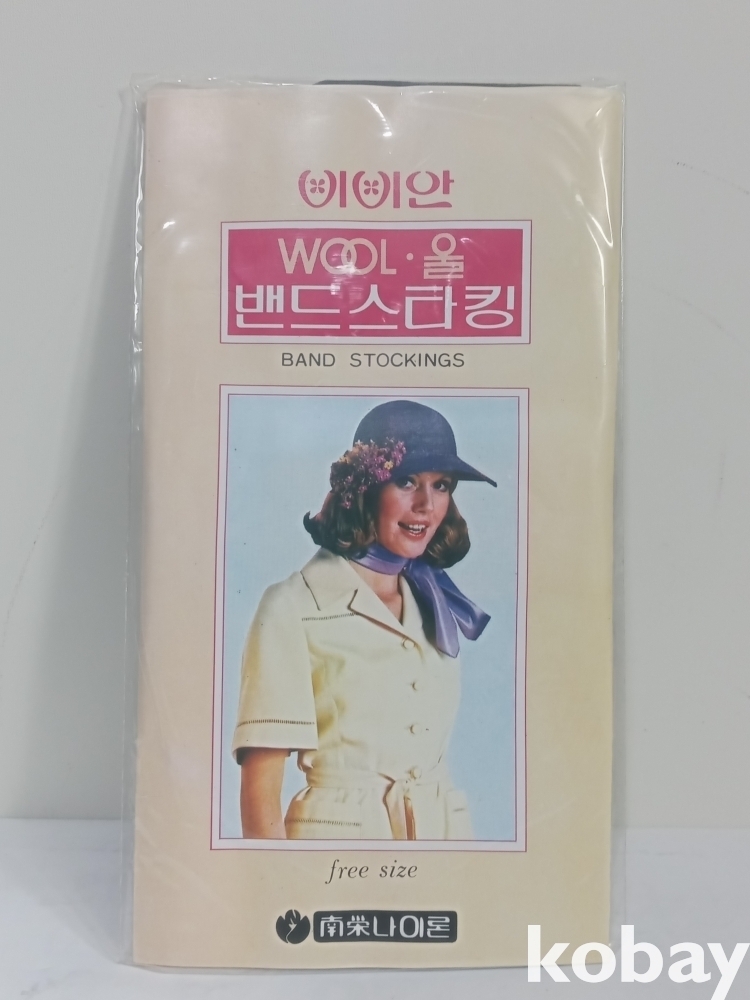 비비안
WOOL·울
밴드스타킹
BAND STOCKINGS
free size
南榮나이론
kobay